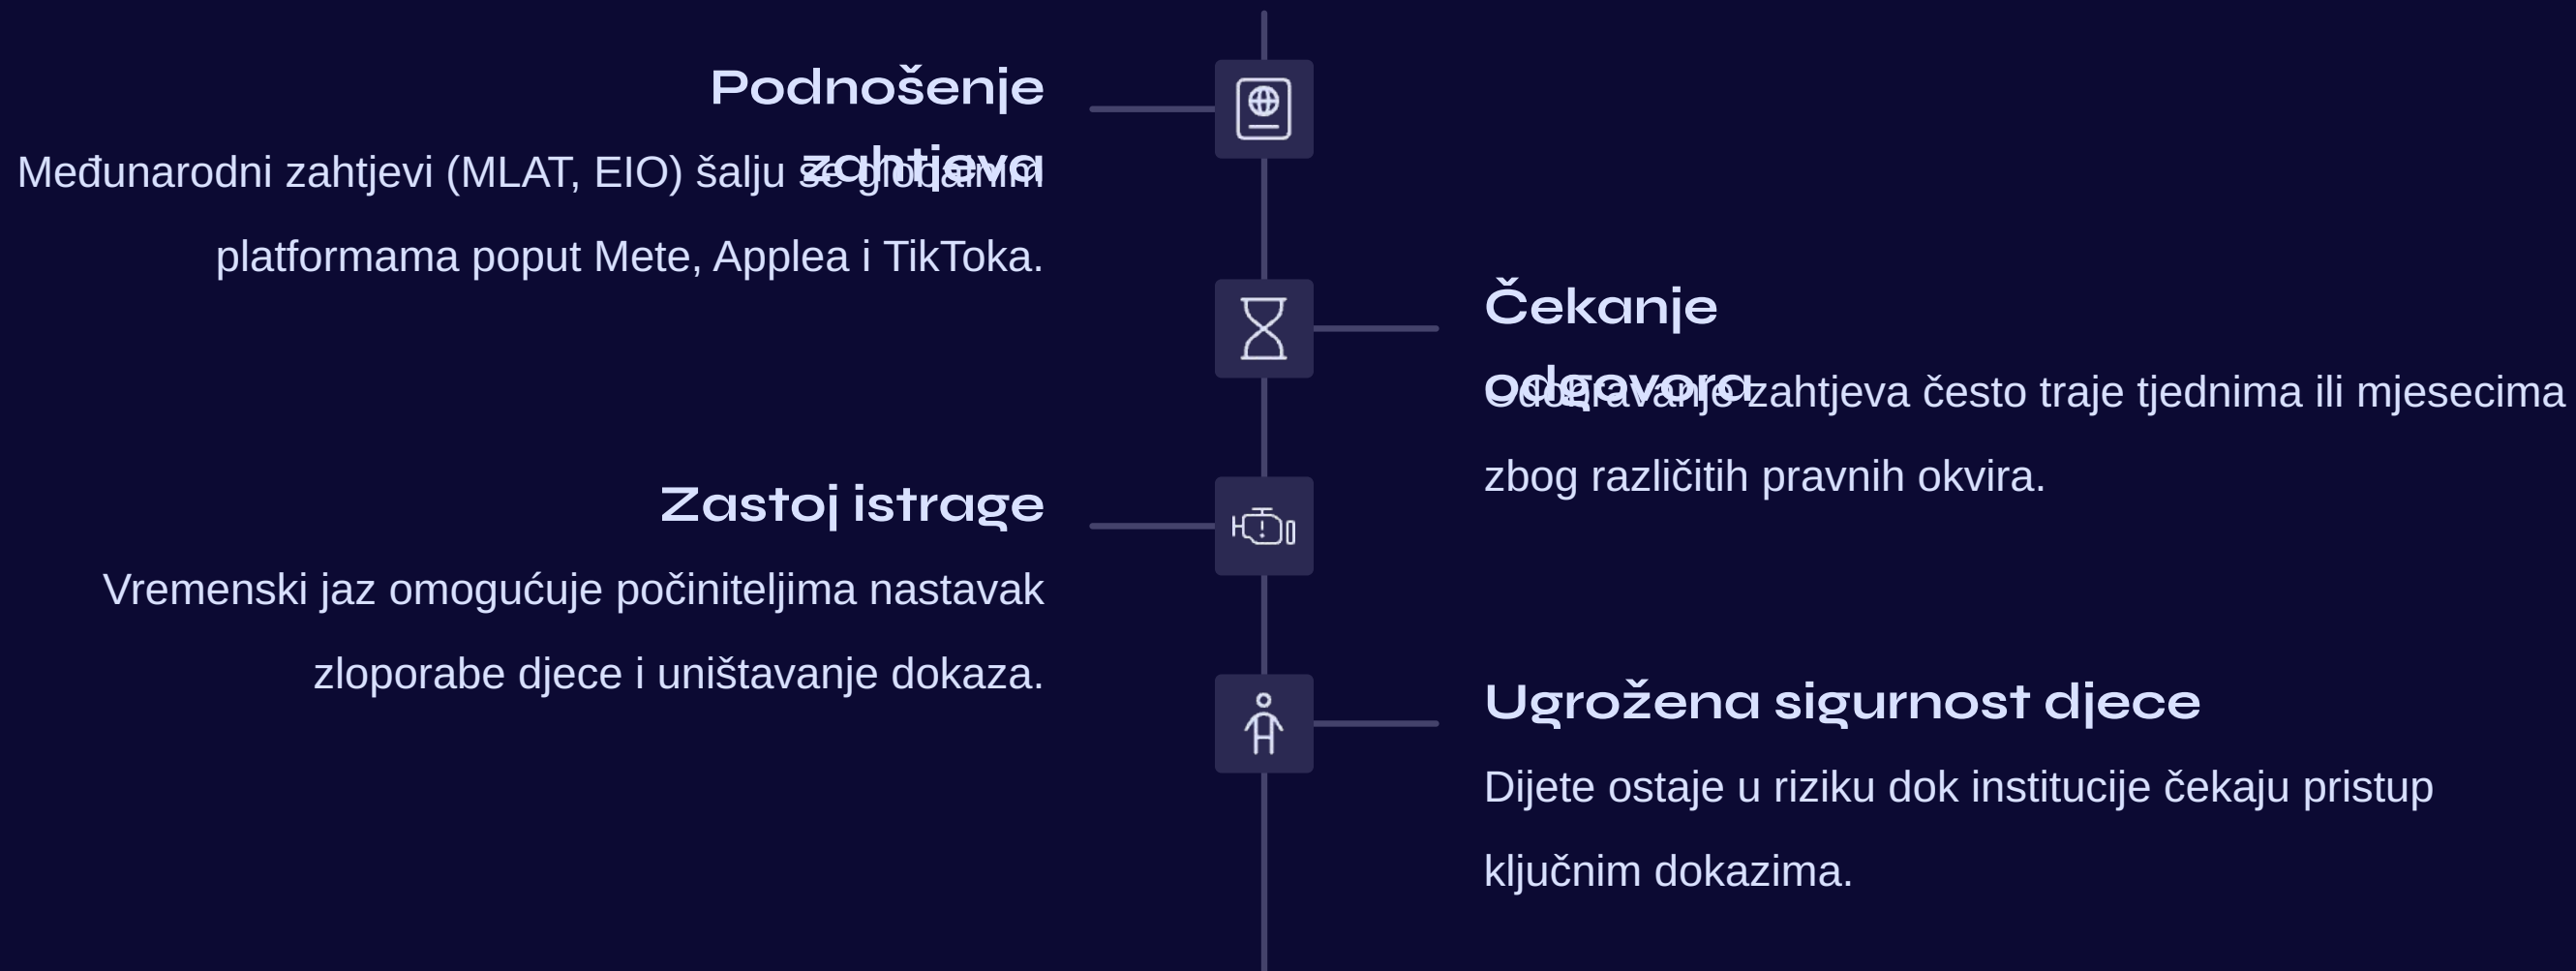 Podnošenje
zahtjeva
Međunarodni zahtjevi (MLAT, EIO) šalju se globalnim
platformama poput Mete, Applea i TikToka.
Čekanje
odgovora
Odobravanje zahtjeva često traje tjednima ili mjesecima
zbog različitih pravnih okvira.
Zastoj istrage
Vremenski jaz omogućuje počiniteljima nastavak
zloporabe djece i uništavanje dokaza.
Ugrožena sigurnost djece
Dijete ostaje u riziku dok institucije čekaju pristup
ključnim dokazima.